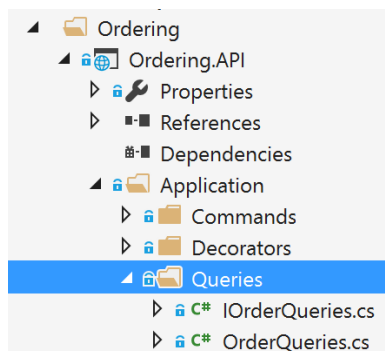 Ordering
Ordering.API
Properties
References
Dependencies
Application
Commands
Decorators
Queries
C# IOrderQueries.cs
C# OrderQueries.cs